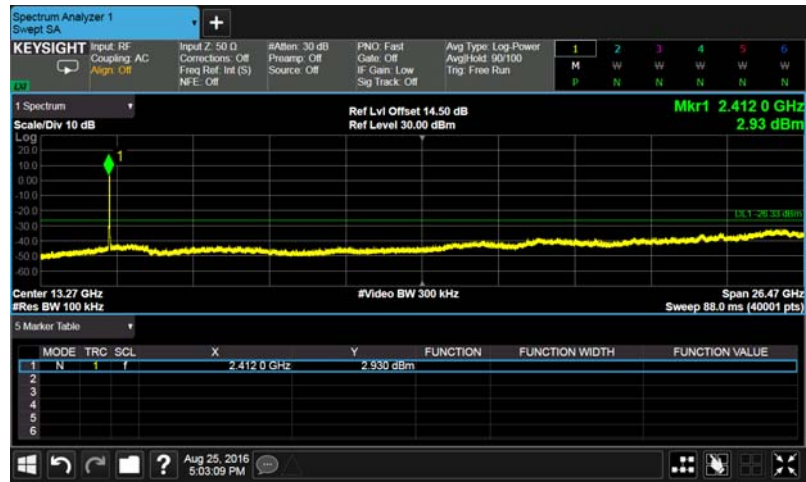 Spectrum Analyzer 1
Swept SA
+
KEYSIGHT
Input: RF
Coupling: AC
Align: Off
Input Z: 50 Ω
Corrections: Off
Freq Ref: Int (S)
NFE: Off
#Atten: 30 dB
Preamp: Off
Source: Off
PNO: Fast
Gate: Off
IF Gain: Low
Sig Track: Off
Avg Type: Log-Power
Avg|Hold: 90/100
Trig: Free Run
1 2 3 4 5 6
M W W W W W
P N N N N N
LXI
1 Spectrum
Scale/Div 10 dB
Ref Lvl Offset 14.50 dB
Ref Level 30.00 dBm
Mkr1 2.412 0 GHz
2.93 dBm
Log
20.0
10.0
0.00
-10.0
-20.0
-30.0
-40.0
-50.0
-60.0
1
DL1 -26.33 dBm
Center 13.27 GHz
#Res BW 100 kHz
#Video BW 300 kHz
Span 26.47 GHz
Sweep 88.0 ms (40001 pts)
5 Marker Table
MODE TRC SCL X Y FUNCTION FUNCTION WIDTH FUNCTION VALUE
1 N 1 f 2.412 0 GHz 2.930 dBm
2
3
4
5
6
?
Aug 25, 2016
5:03:09 PM